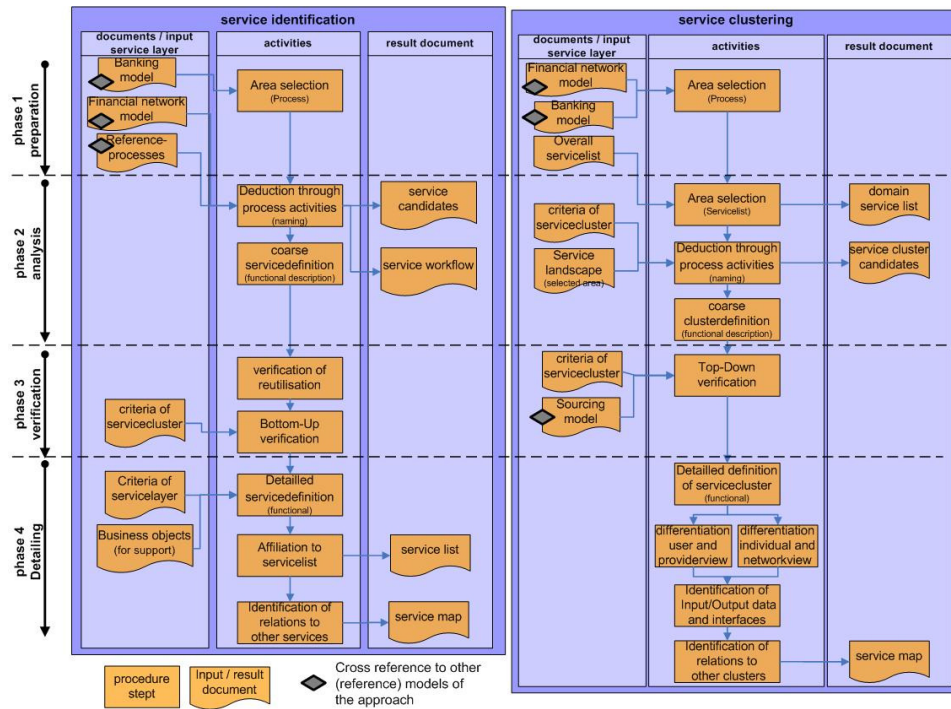 service identification
documents / input
service layer
activities
result document
phase 1
preparation
Banking
model
Financial network
model
Reference-
processes
Area selection
(Process)
phase 2
analysis
Deduction through
process activities
(naming)
service
candidates
coarse
servicedefinition
(functional description)
service workflow
phase 3
verification
verification of
reutilisation
criteria of
servicecluster
Bottom-Up
verification
phase 4
Detailing
Criteria of
servicelayer
Detailled
servicedefinition
(functional)
Business objects
(for support)
Affiliation to
servicelist
service list
Identification of
relations to
other services
service map
service clustering
documents / input
service layer
activities
result document
Financial network
model
Banking
model
Overall
servicelist
Area selection
(Process)
Area selection
(Servicelist)
domain
service list
criteria of
servicecluster
Service
landscape
(selected area)
Deduction through
process activities
(naming)
service cluster
candidates
coarse
clusterdefinition
(functional description)
criteria of
servicecluster
Sourcing
model
Top-Down
verification
Detailled definition
of servicecluster
(functional)
differentiation
user and
providerview
differentiation
individual and
networkview
Identification of
Input/Output data
and interfaces
Identification of
relations to
other clusters
service map
procedure
stept
Input / result
document
Cross reference to other
(reference) models of
the approach